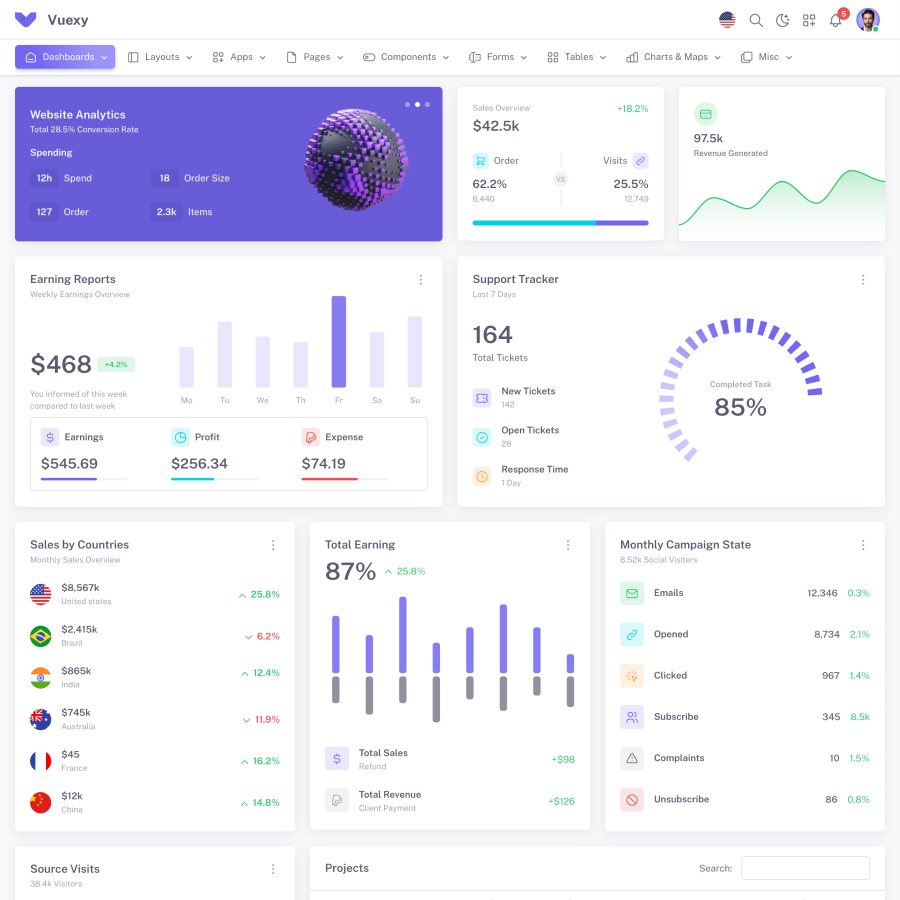 Vuexy
5
Dashboards
Layouts
Apps
Pages
Components
Forms
Tables
Charts & Maps
Misc
Website Analytics
Total 28.5% Conversion Rate
Spending
12h Spend
18 Order Size
127 Order
2.3k Items
Sales Overview
+18.2%
$42.5k
Order
Visits
VS
62.2%
25.5%
6,440
12,749
97.5k
Revenue Generated
Earning Reports
Weekly Earnings Overview
$468
+4.2%
You informed of this week
compared to last week
Mo Tu We Th Fr Sa Su
Earnings
$545.69
Profit
$256.34
Expense
$74.19
Support Tracker
Last 7 Days
164
Total Tickets
New Tickets
142
Open Tickets
28
Response Time
1 Day
Completed Task
85%
Sales by Countries
Monthly Sales Overview
$8,567k
United states
25.8%
$2,415k
Brazil
6.2%
$865k
India
12.4%
$745k
Australia
11.9%
$45
France
16.2%
$12k
China
14.8%
Total Earning
87%
25.8%
Total Sales
Refund
+$98
Total Revenue
Client Payment
+$126
Monthly Campaign State
8.52k Social Visiters
Emails 12,346 0.3%
Opened 8,734 2.1%
Clicked 967 1.4%
Subscribe 345 8.5k
Complaints 10 1.5%
Unsubscribe 86 0.8%
Source Visits
38.4k Visitors
Projects
Search: